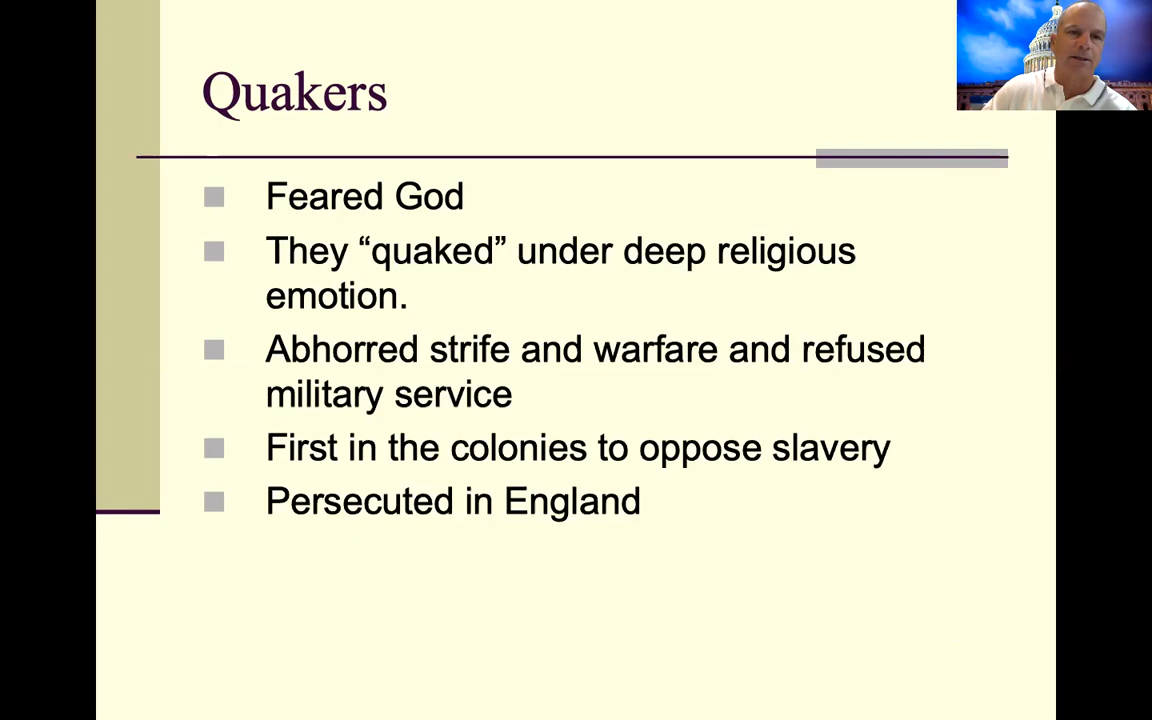 Quakers
Feared God
They “quaked” under deep religious
emotion.
Abhorred strife and warfare and refused
military service
First in the colonies to oppose slavery
Persecuted in England